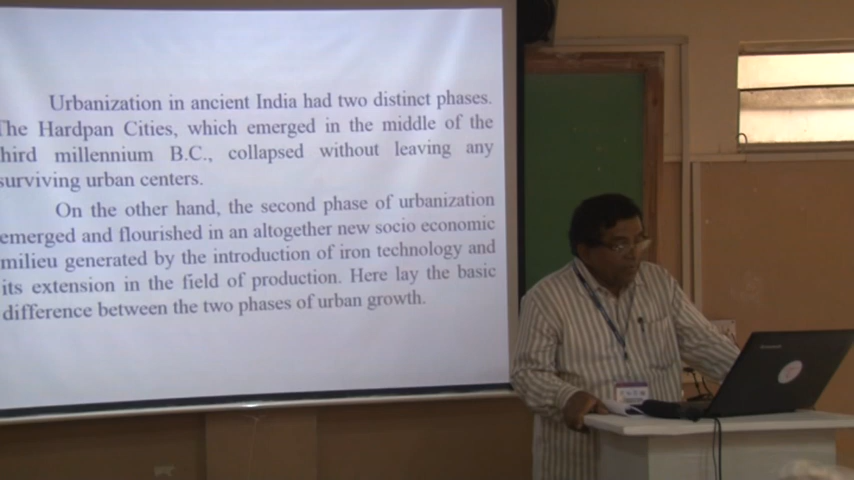 Urbanization in ancient India had two distinct phases.
The Hardpan Cities, which emerged in the middle of the
third millennium B.C., collapsed without leaving any
surviving urban centers.
On the other hand, the second phase of urbanization
emerged and flourished in an altogether new socio economic
milieu generated by the introduction of iron technology and
its extension in the field of production. Here lay the basic
difference between the two phases of urban growth.